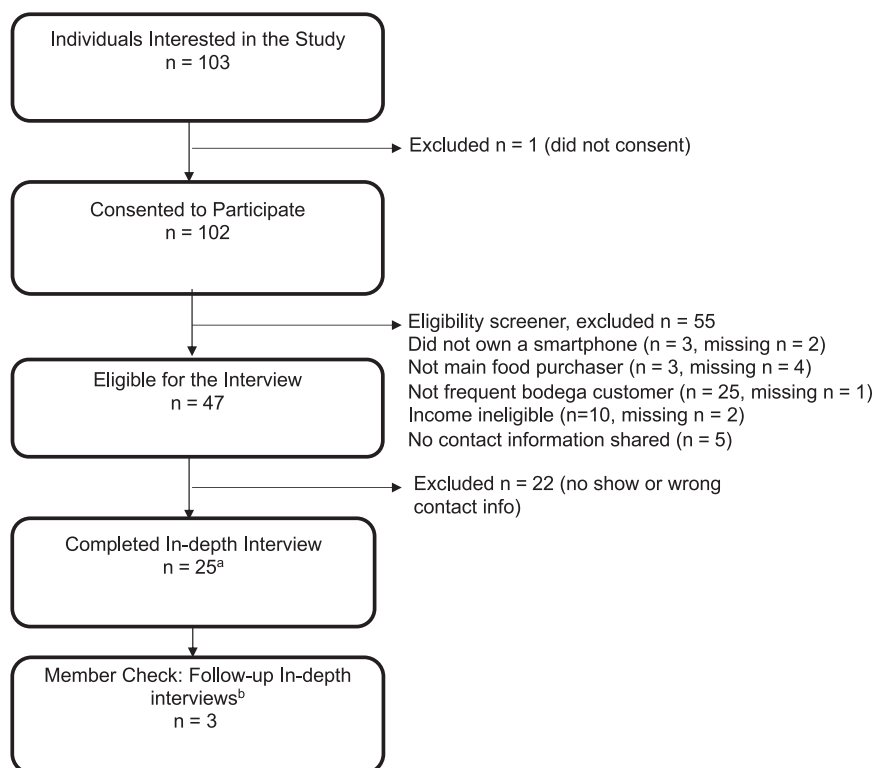 Individuals Interested in the Study
n = 103
Excluded n = 1 (did not consent)
Consented to Participate
n = 102
Eligibility screener, excluded n = 55
Did not own a smartphone (n = 3, missing n = 2)
Not main food purchaser (n = 3, missing n = 4)
Not frequent bodega customer (n = 25, missing n = 1)
Income ineligible (n=10, missing n = 2)
No contact information shared (n = 5)
Eligible for the Interview
n = 47
Excluded n = 22 (no show or wrong
contact info)
Completed In-depth Interview
n = 25ᵃ
Member Check: Follow-up In-depth
interviewsᵇ
n = 3